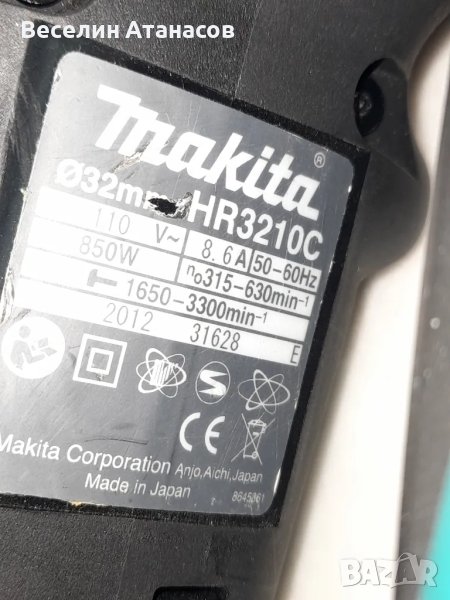 Веселин Атанасов
makita®
Ø32mm HR3210C
110 V~ 8.6A 50-60Hz
850W n₀315-630min⁻¹
1650-3300min⁻¹
2012 31628 E
CE
Makita Corporation Anjo, Aichi, Japan
Made in Japan
BAZAR